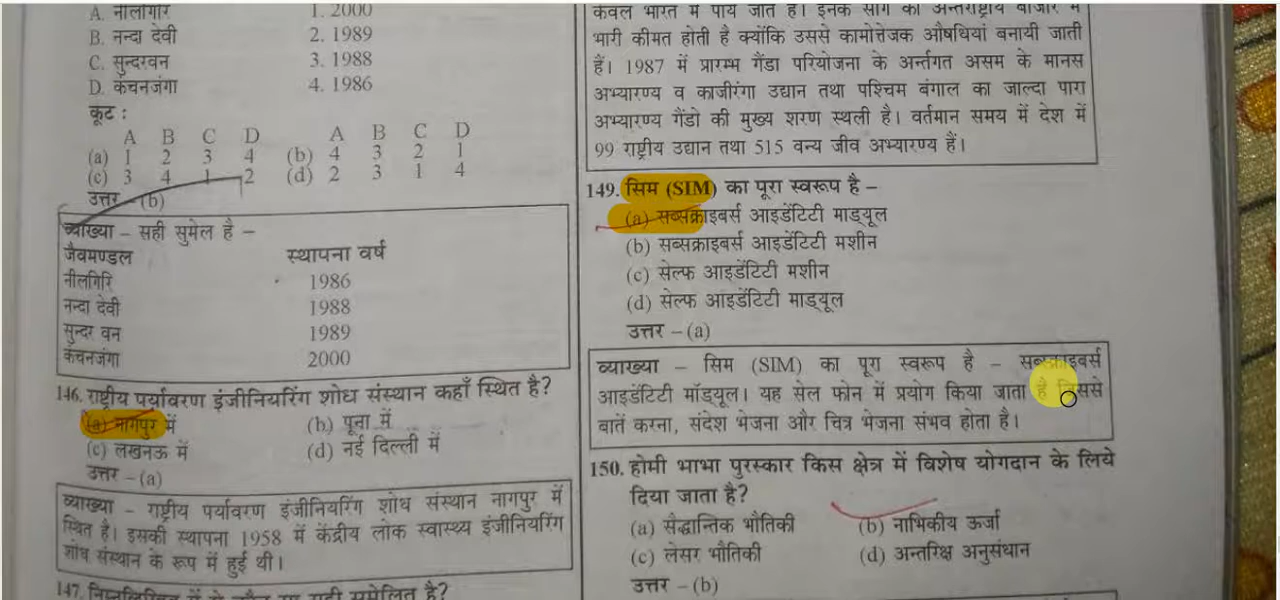 A. नीलगिरि 1. 2000
B. नन्दा देवी 2. 1989
C. सुन्दरवन 3. 1988
D. कंचनजंगा 4. 1986
कूट :
A B C D A B C D
(a) 1 2 3 4 (b) 4 3 2 1
(c) 3 4 1 2 (d) 2 3 1 4
उत्तर – (b)
व्याख्या – सही सुमेल है –
जैवमण्डल स्थापना वर्ष
नीलगिरि 1986
नन्दा देवी 1988
सुन्दर वन 1989
कंचनजंगा 2000
146. राष्ट्रीय पर्यावरण इंजीनियरिंग शोध संस्थान कहाँ स्थित है?
(a) नागपुर में (b) पूना में
(c) लखनऊ में (d) नई दिल्ली में
उत्तर – (a)
व्याख्या – राष्ट्रीय पर्यावरण इंजीनियरिंग शोध संस्थान नागपुर में
स्थित है। इसकी स्थापना 1958 में केंद्रीय लोक स्वास्थ्य इंजीनियरिंग
शोध संस्थान के रूप में हुई थी।
147. निम्नलिखित में से कौन सा सही सुमेलित है?
केवल भारत में पाये जाते हैं। इनके सींग की अन्तर्राष्ट्रीय बाजार में
भारी कीमत होती है क्योंकि उससे कामोत्तेजक औषधियां बनायी जाती
हैं। 1987 में प्रारम्भ गैंडा परियोजना के अर्न्तगत असम के मानस
अभ्यारण्य व काजीरंगा उद्यान तथा पश्चिम बंगाल का जाल्दा पारा
अभ्यारण्य गैंडो की मुख्य शरण स्थली है। वर्तमान समय में देश में
99 राष्ट्रीय उद्यान तथा 515 वन्य जीव अभ्यारण्य हैं।
149. सिम (SIM) का पूरा स्वरूप है –
(a) सब्सक्राइबर्स आइडेंटिटी माड्यूल
(b) सब्सक्राइबर्स आइडेंटिटी मशीन
(c) सेल्फ आइडेंटिटी मशीन
(d) सेल्फ आइडेंटिटी माड्यूल
उत्तर – (a)
व्याख्या – सिम (SIM) का पूरा स्वरूप है – सब्सक्राइबर्स
आइडेंटिटी मॉड्यूल। यह सेल फोन में प्रयोग किया जाता है जिससे
बातें करना, संदेश भेजना और चित्र भेजना संभव होता है।
150. होमी भाभा पुरस्कार किस क्षेत्र में विशेष योगदान के लिये
दिया जाता है?
(a) सैद्धान्तिक भौतिकी (b) नाभिकीय ऊर्जा
(c) लेसर भौतिकी (d) अन्तरिक्ष अनुसंधान
उत्तर – (b)